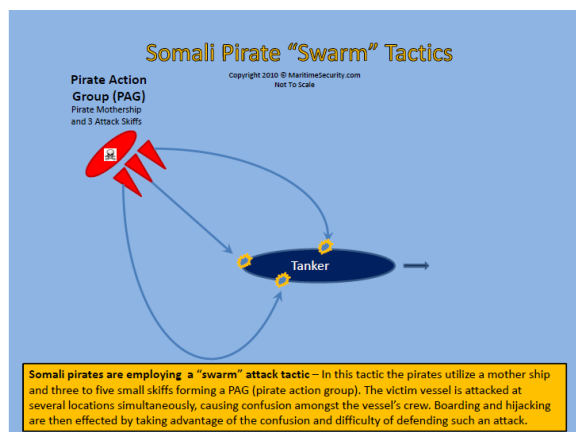 Somali Pirate “Swarm” Tactics
Copyright 2010 © MaritimeSecurity.com
Not To Scale
Pirate Action
Group (PAG)
Pirate Mothership
and 3 Attack Skiffs
Tanker
Somali pirates are employing a “swarm” attack tactic – In this tactic the pirates utilize a mother ship
and three to five small skiffs forming a PAG (pirate action group). The victim vessel is attacked at
several locations simultaneously, causing confusion amongst the vessel’s crew. Boarding and hijacking
are then effected by taking advantage of the confusion and difficulty of defending such an attack.